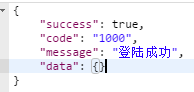 {
"success": true,
"code": "1000",
"message": "登陆成功",
"data": {}
}